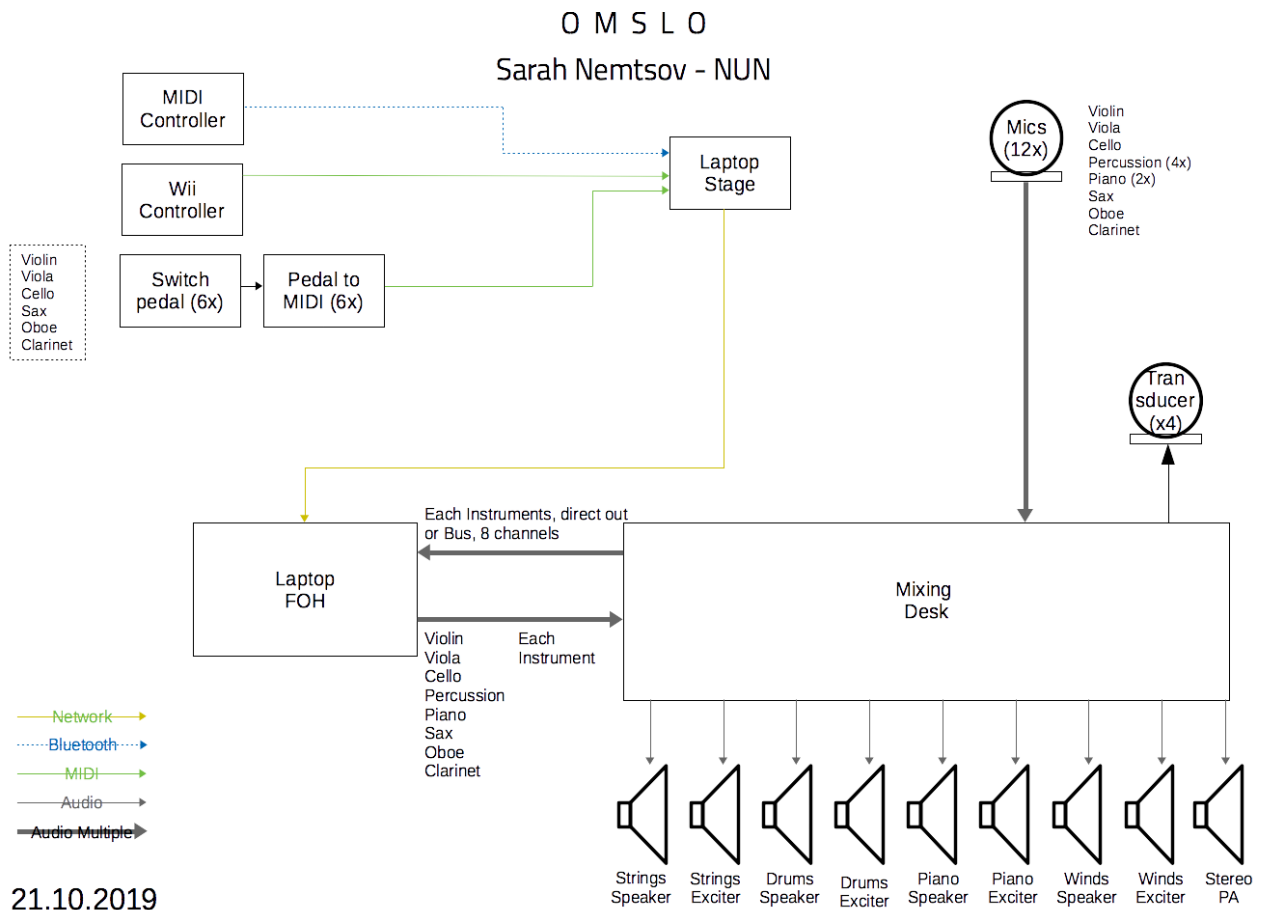 O M S L O
Sarah Nemtsov - NUN
MIDI
Controller
Wii
Controller
Violin
Viola
Cello
Sax
Oboe
Clarinet
Switch
pedal (6x)
Pedal to
MIDI (6x)
Laptop
Stage
Mics
(12x)
Violin
Viola
Cello
Percussion (4x)
Piano (2x)
Sax
Oboe
Clarinet
Tran
sducer
(x4)
Each Instruments, direct out
or Bus, 8 channels
Laptop
FOH
Mixing
Desk
Violin
Viola
Cello
Percussion
Piano
Sax
Oboe
Clarinet
Each
Instrument
Network
Bluetooth
MIDI
Audio
Audio Multiple
Strings
Speaker
Strings
Exciter
Drums
Speaker
Drums
Exciter
Piano
Speaker
Piano
Exciter
Winds
Speaker
Winds
Exciter
Stereo
PA
21.10.2019